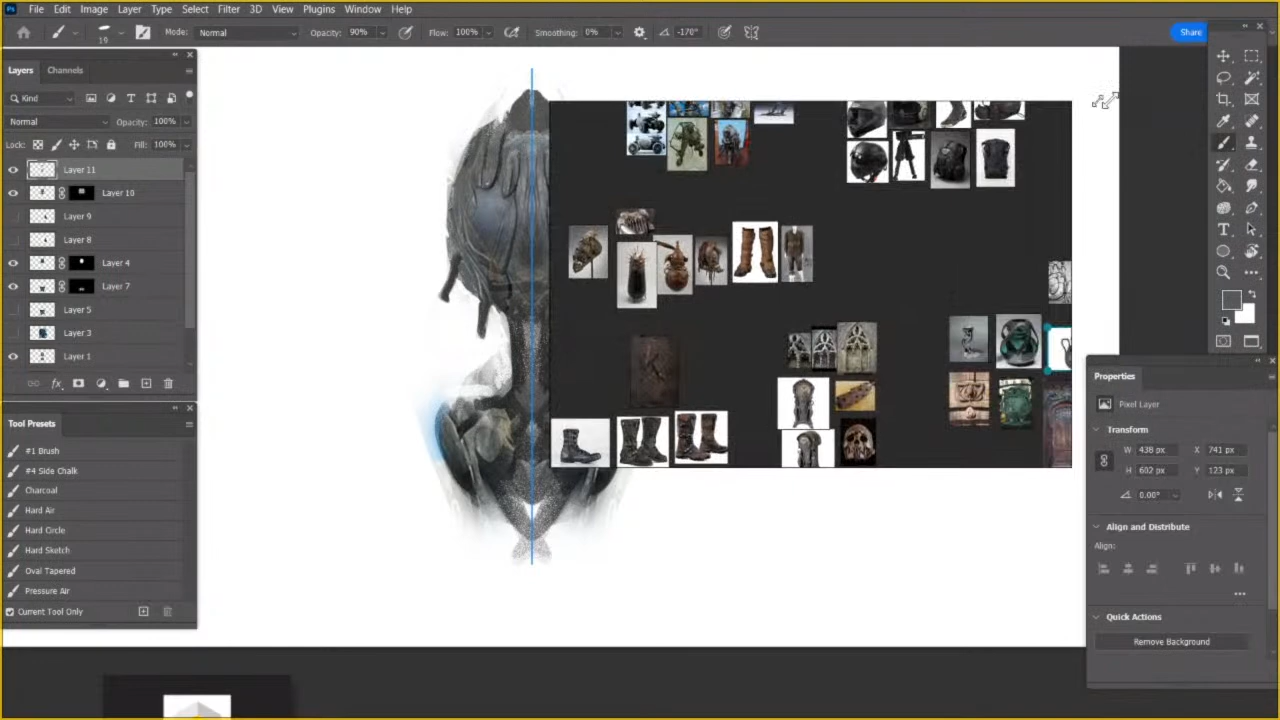 Ps File Edit Image Layer Type Select Filter 3D View Plugins Window Help
19 Mode: Normal Opacity: 90% Flow: 100% Smoothing: 0% -170° Share
Layers Channels
Kind
Normal Opacity: 100%
Lock: Fill: 100%
Layer 11
Layer 10
Layer 9
Layer 8
Layer 4
Layer 7
Layer 5
Layer 3
Layer 1
Tool Presets
#1 Brush
#4 Side Chalk
Charcoal
Hard Air
Hard Circle
Hard Sketch
Oval Tapered
Pressure Air
Current Tool Only
Properties
Pixel Layer
Transform
W 438 px X 741 px
H 602 px Y 123 px
0.00°
Align and Distribute
Align:
Quick Actions
Remove Background